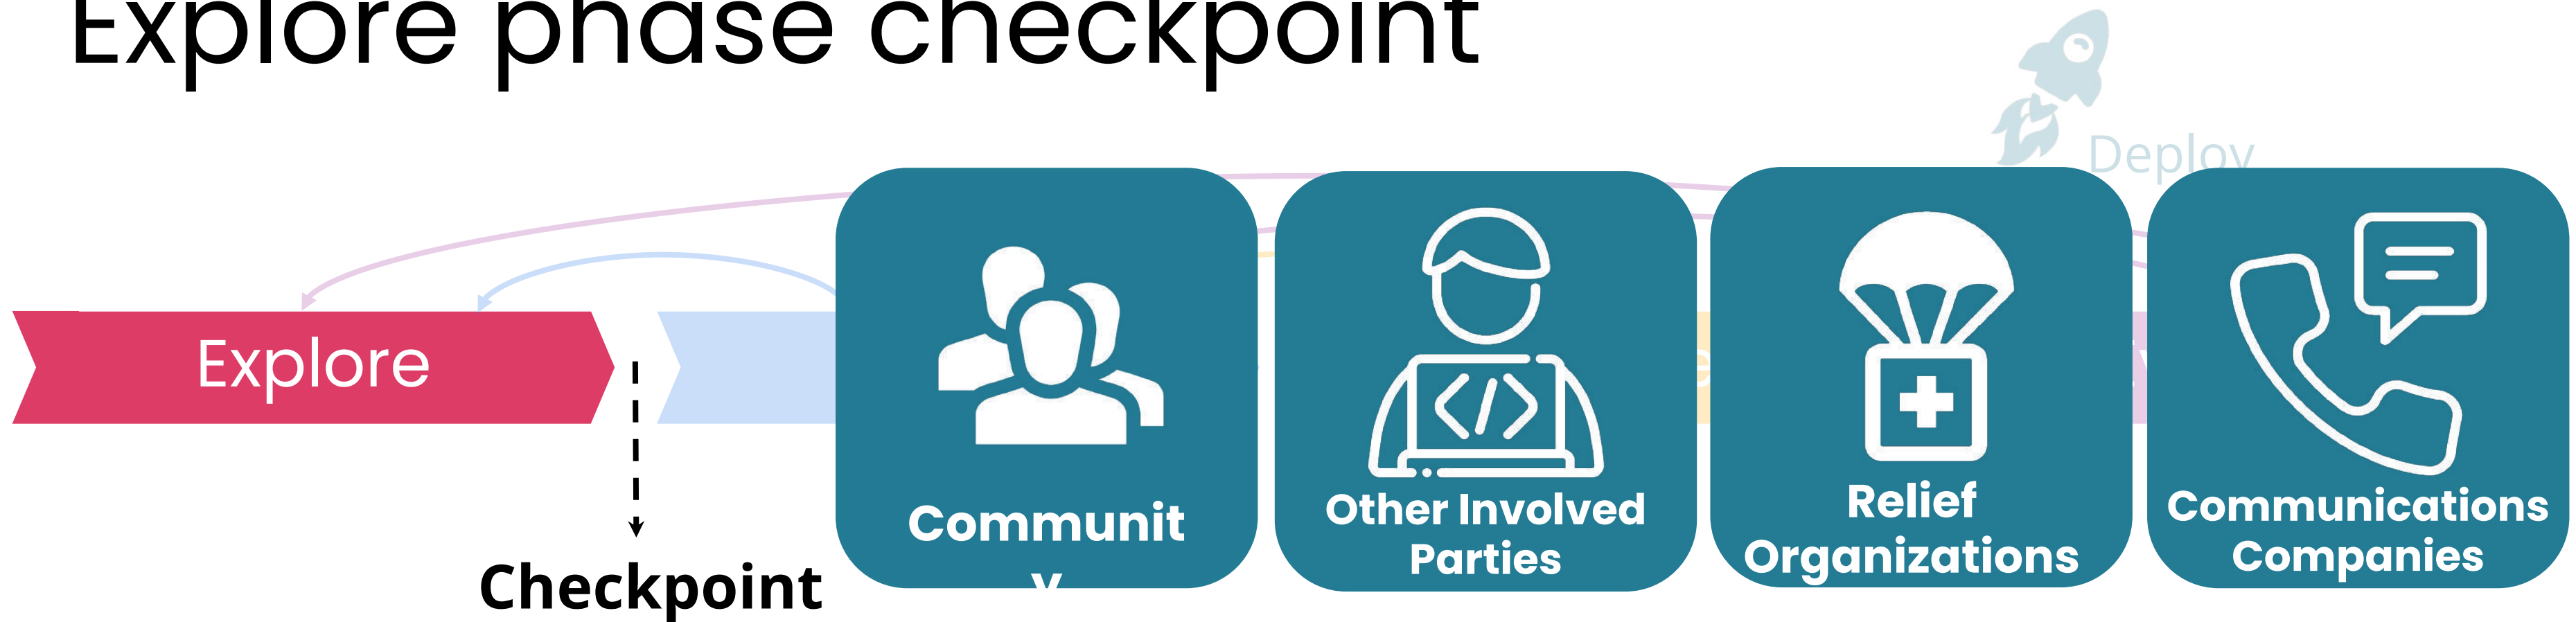 Explore phase checkpoint
Deploy
Explore
Communit
y
Other Involved
Parties
Relief
Organizations
Communications
Companies
Checkpoint